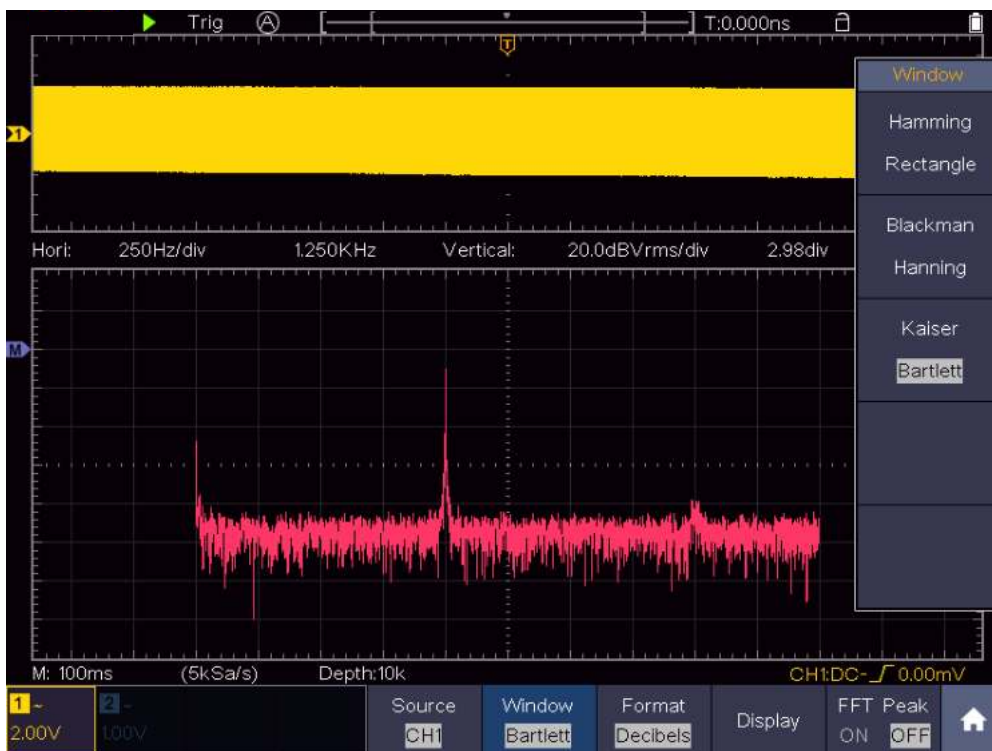 Trig A T:0.000ns
T
1
Window
Hamming
Rectangle
Blackman
Hanning
Kaiser
Bartlett
Hori: 250Hz/div 1.250KHz Vertical: 20.0dBVrms/div 2.98div
M
M: 100ms (5kSa/s) Depth:10k CH1:DC- 0.00mV
1 ~ 2.00V
2 ~ 1.00V
Source CH1
Window Bartlett
Format Decibels
Display
FFT Peak
ON OFF